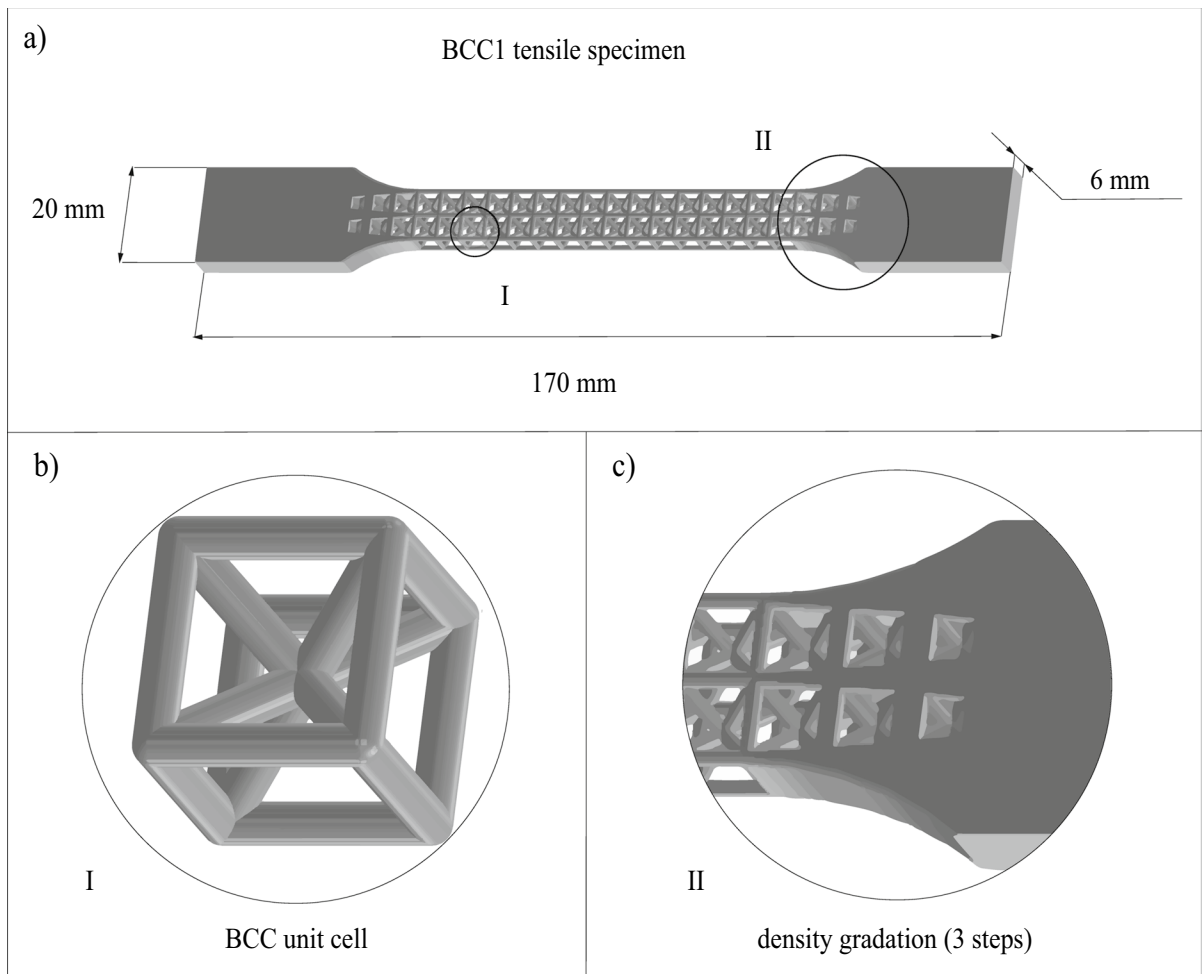 a)
BCC1 tensile specimen
II
6 mm
20 mm
I
170 mm
b)
c)
I
II
BCC unit cell
density gradation (3 steps)